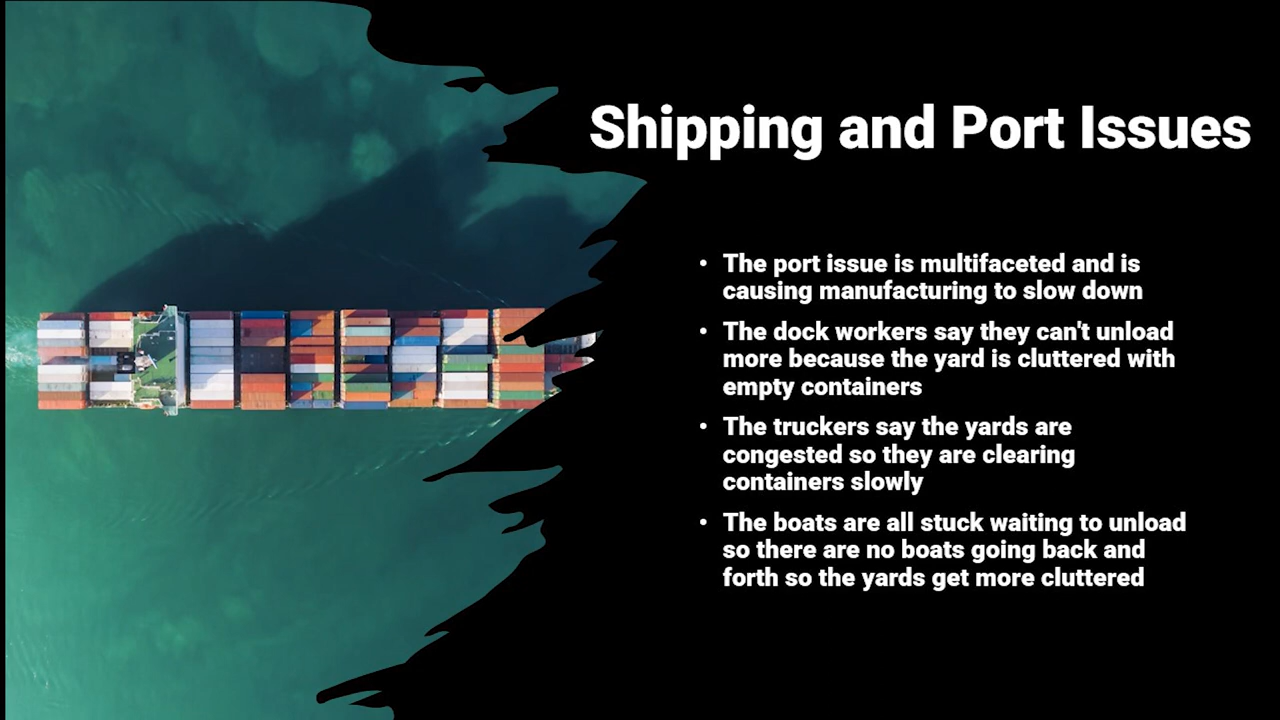 Shipping and Port Issues
• The port issue is multifaceted and is
causing manufacturing to slow down
• The dock workers say they can't unload
more because the yard is cluttered with
empty containers
• The truckers say the yards are
congested so they are clearing
containers slowly
• The boats are all stuck waiting to unload
so there are no boats going back and
forth so the yards get more cluttered